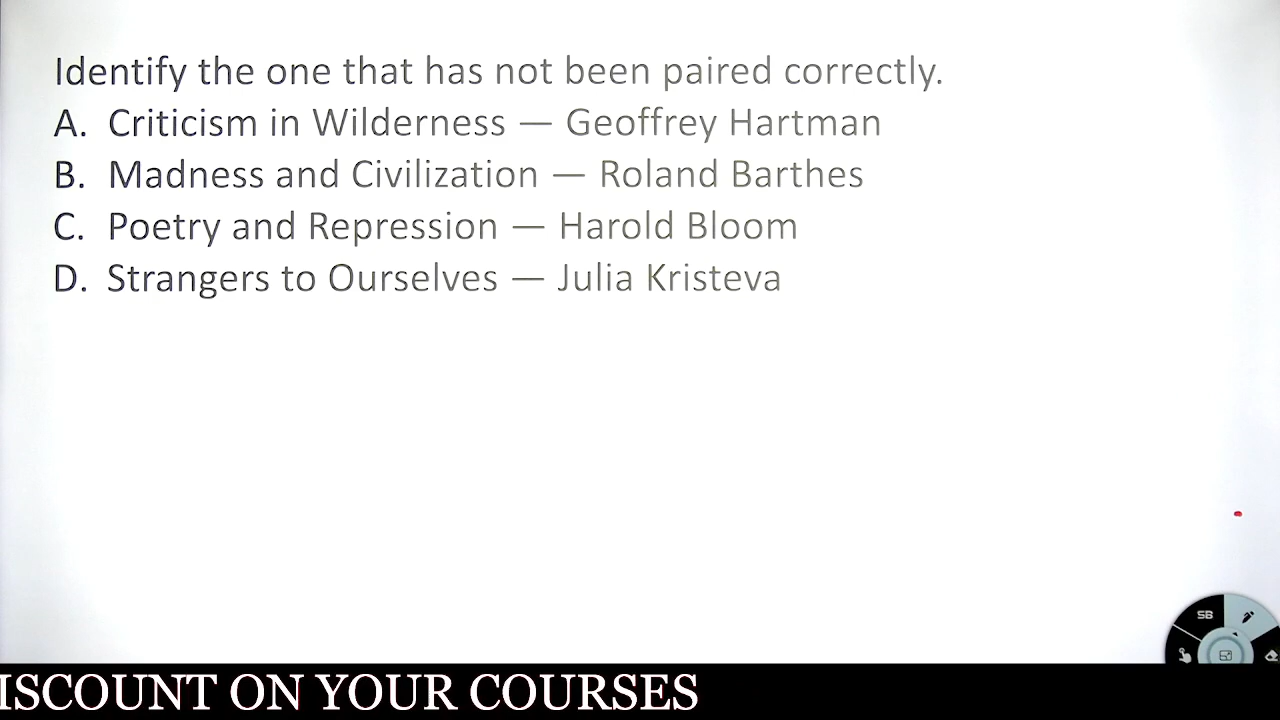 Identify the one that has not been paired correctly.
A. Criticism in Wilderness — Geoffrey Hartman
B. Madness and Civilization — Roland Barthes
C. Poetry and Repression — Harold Bloom
D. Strangers to Ourselves — Julia Kristeva
SB
ISCOUNT ON YOUR COURSES